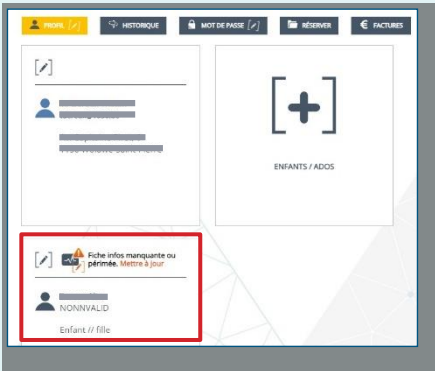 PROFIL [ ] HISTORIQUE MOT DE PASSE [ ] RÉSERVER € FACTURES
ENFANTS / ADOS
Fiche infos manquante ou
périmée. Mettre à jour
NONNVALID
Enfant // fille